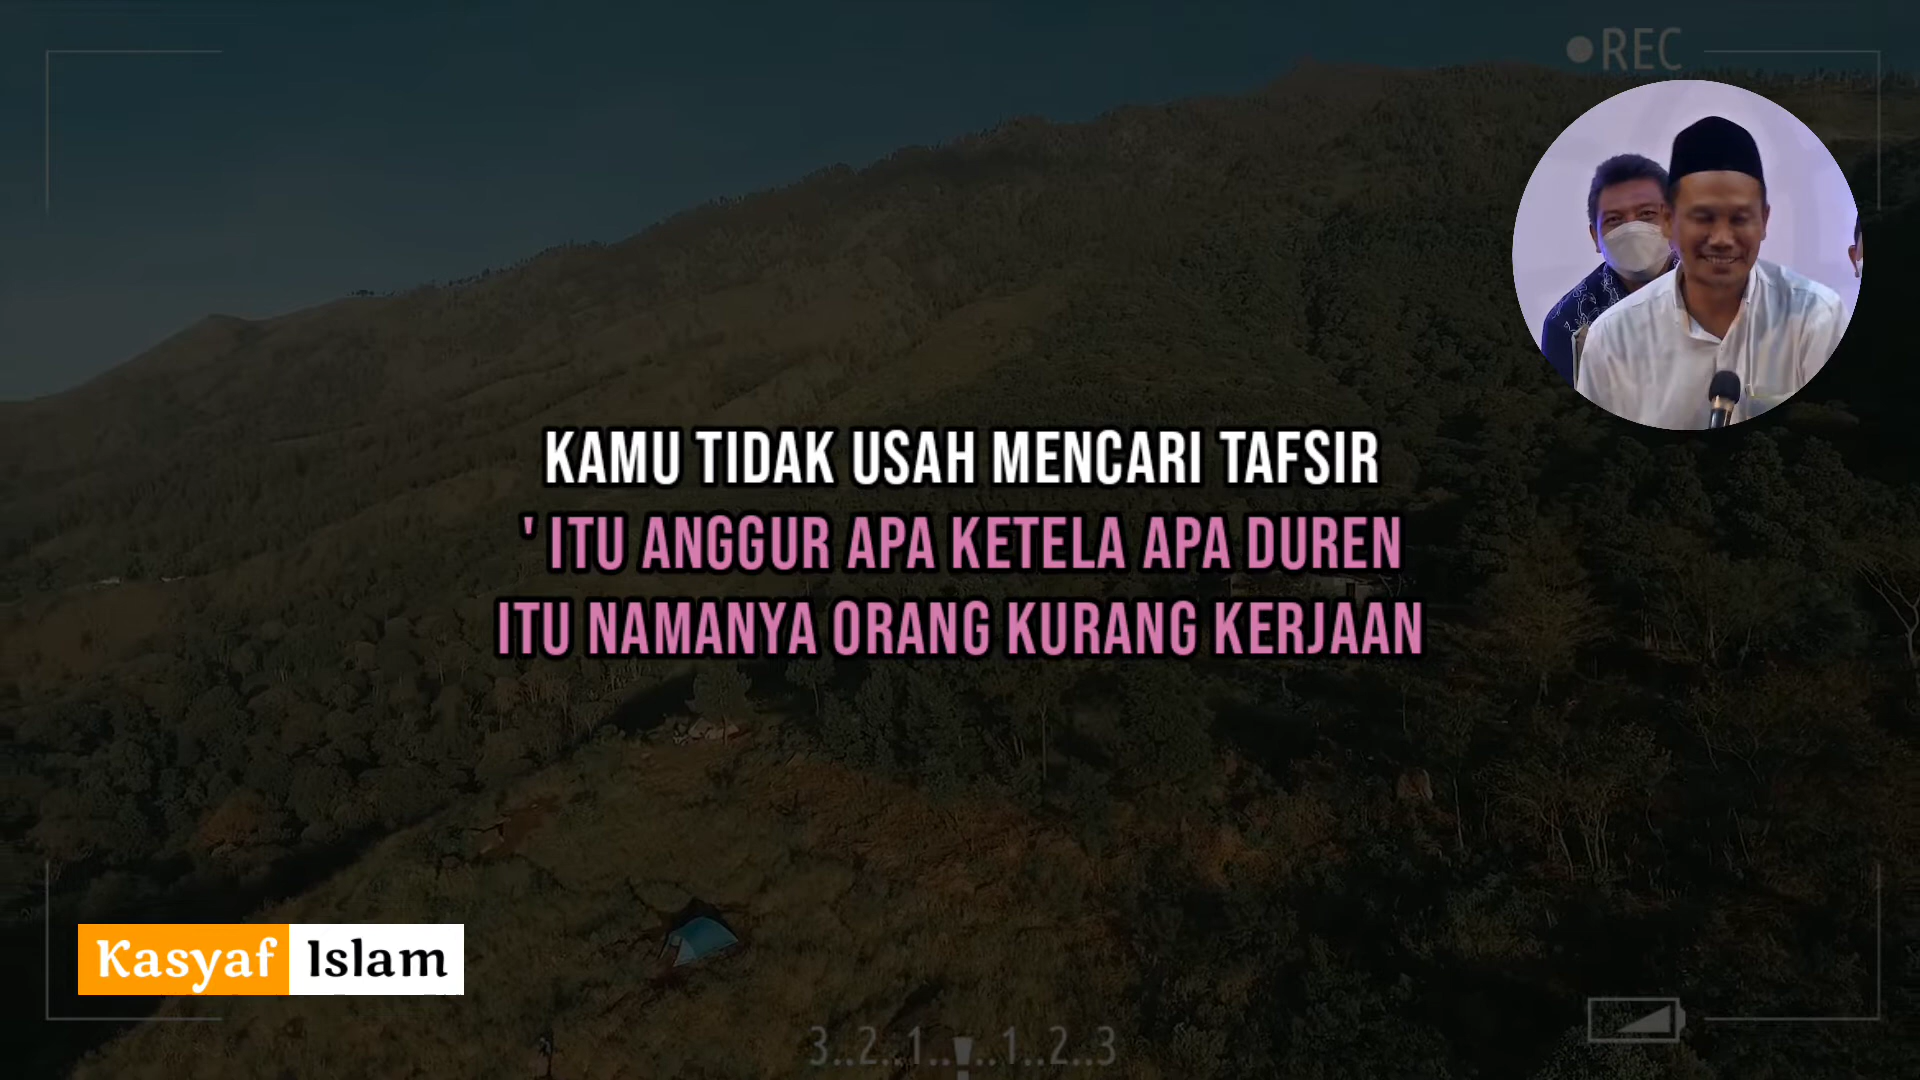 REC
KAMU TIDAK USAH MENCARI TAFSIR
' ITU ANGGUR APA KETELA APA DUREN
ITU NAMANYA ORANG KURANG KERJAAN
Kasyaf Islam
3..2..1.. ..1..2..3